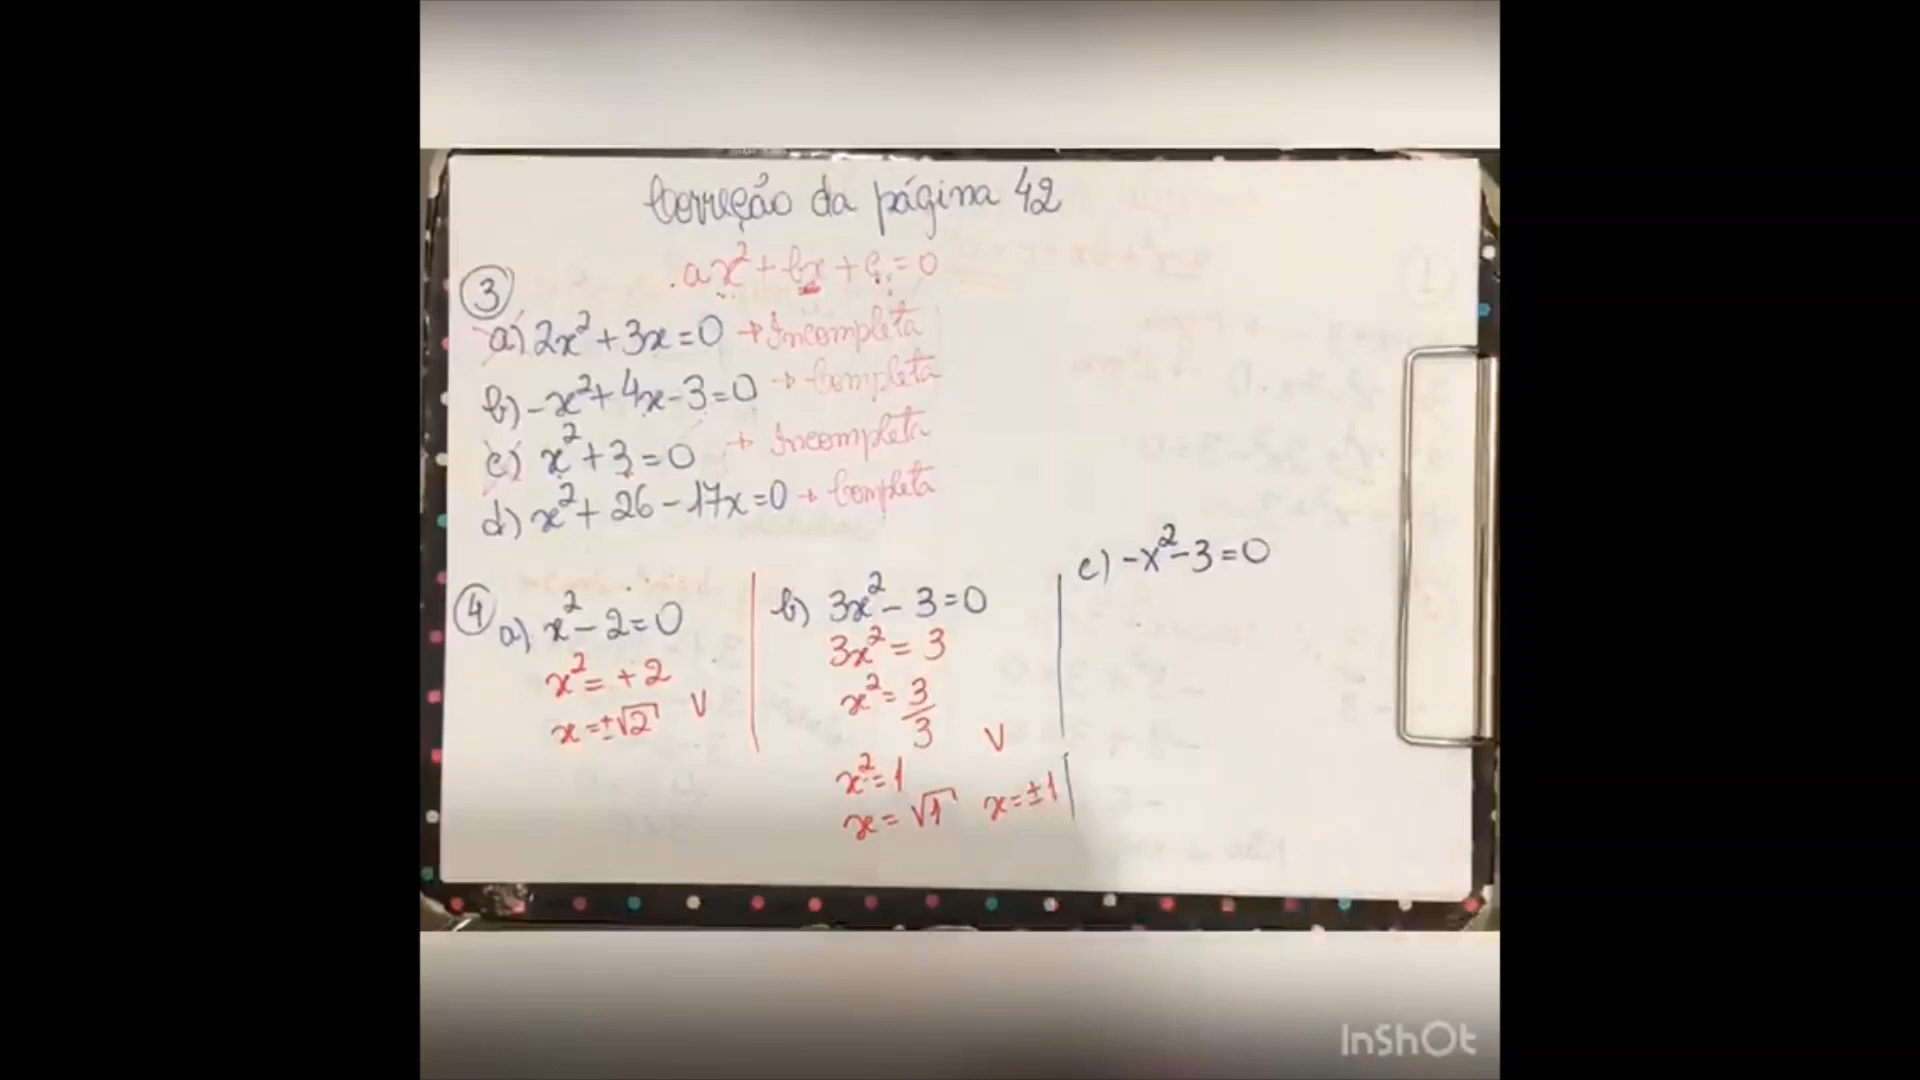 Correção da página 42
ax² + bx + c = 0
3
a) 2x² + 3x = 0 → Incompleta
b) -x² + 4x - 3 = 0 → Completa
c) x² + 3 = 0 → Incompleta
d) x² + 26 - 17x = 0 → Completa
4
a) x² - 2 = 0
x² = +2
x = ±√2 V
b) 3x² - 3 = 0
3x² = 3
x² = 3/3
V
x² = 1
x = √1 x = ±1
c) -x² - 3 = 0
InShOt